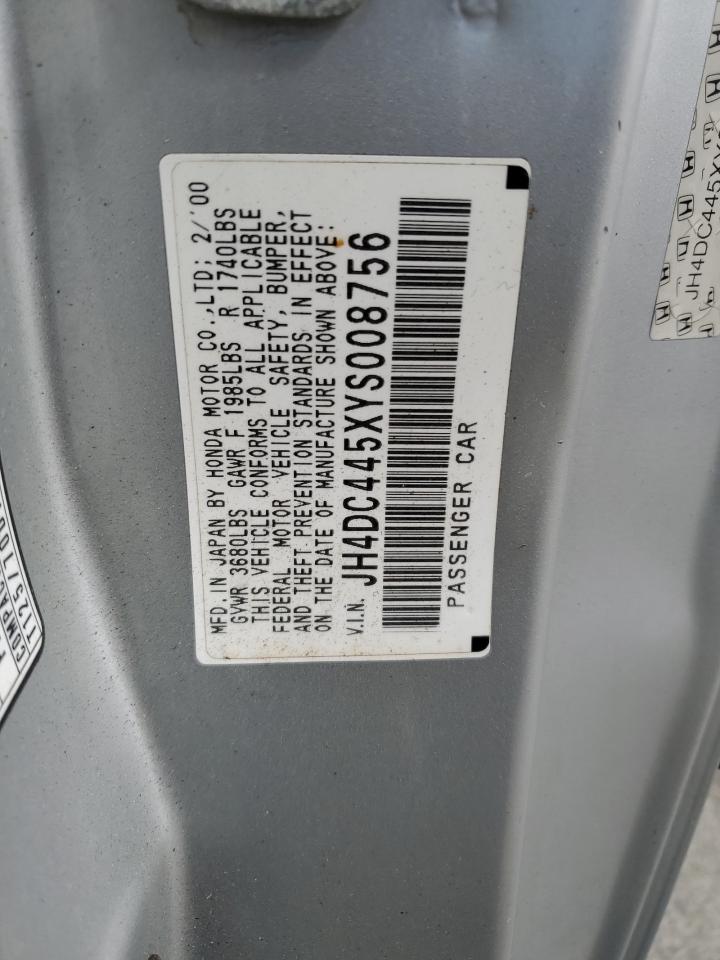 MFD. IN JAPAN BY HONDA MOTOR CO.,LTD; 2/'00
GVWR 3680LBS GAWR F 1985LBS R 1740LBS
THIS VEHICLE CONFORMS TO ALL APPLICABLE
FEDERAL MOTOR VEHICLE SAFETY, BUMPER,
AND THEFT PREVENTION STANDARDS IN EFFECT
ON THE DATE OF MANUFACTURE SHOWN ABOVE:
V.I.N. JH4DC445XYS008756
PASSENGER CAR
JH4DC445XY
T125/